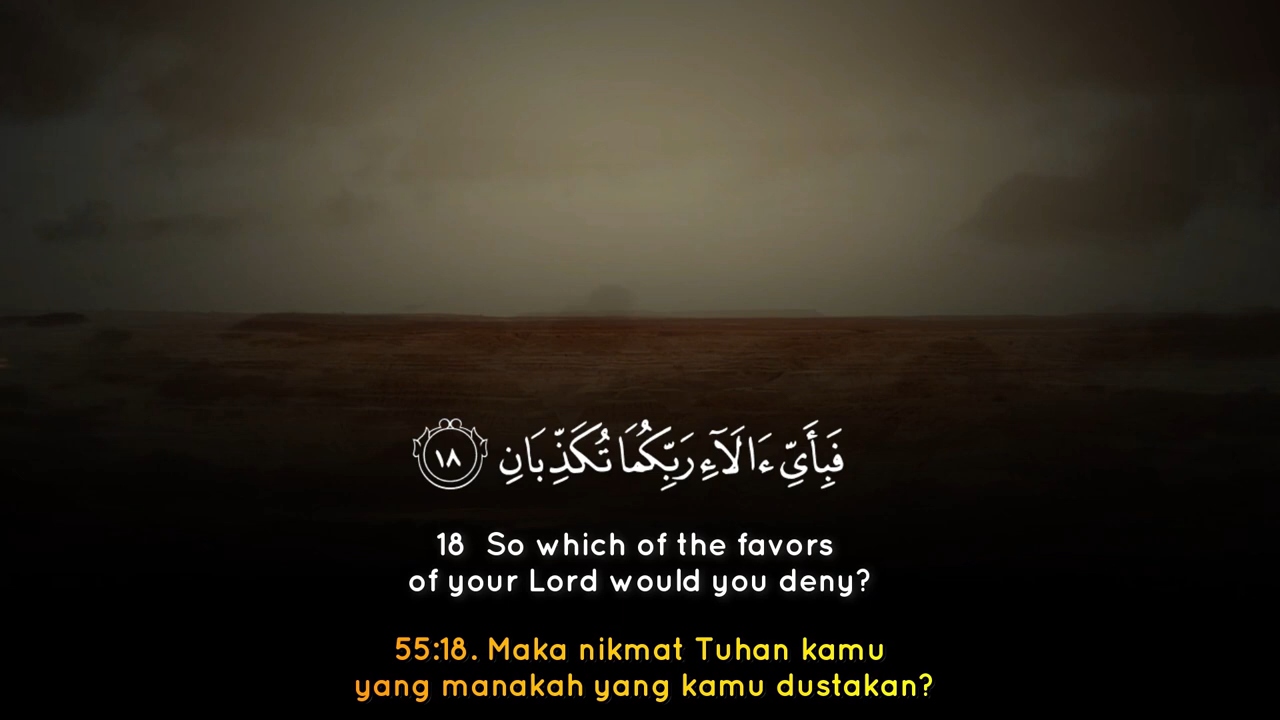 فَبِأَيِّ ءَالَآءِ رَبِّكُمَا تُكَذِّبَانِ ١٨
18 So which of the favors
of your Lord would you deny?
55:18. Maka nikmat Tuhan kamu
yang manakah yang kamu dustakan?